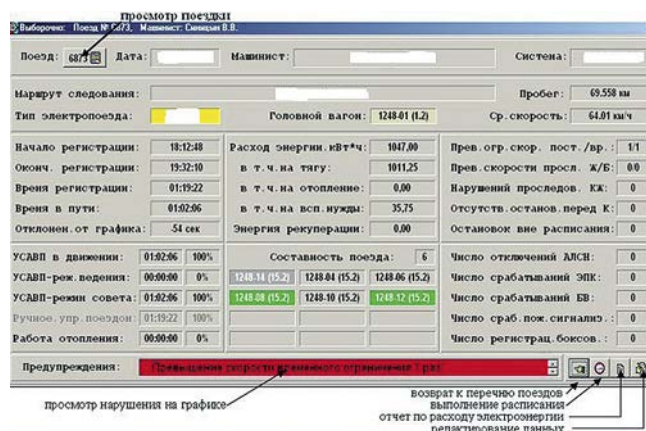 просмотр поездки
Выборочно: Поезд № 6873, Машинист: Синицын В.В.
Поезд: 6873 Дата: Машинист: Система:
Маршрут следования: Пробег: 69.558 км
Тип электропоезда: Головной вагон: 1248-01 (1.2) Ср.скорость: 64.01 км/ч
Начало регистрации: 18:12:48 Расход энергии.кВт*ч: 1047,00 Прев.огр.скор. пост./вр.: 1/1
Оконч. регистрации: 19:32:10 в т.ч.на тягу: 1011,25 Прев.скорости просл. Ж/Б: 0/0
Время регистрации: 01:19:22 в т.ч.на отопление: 0,00 Нарушений проследов. КЖ: 0
Время в пути: 01:02:06 в т.ч.на всп.нужды: 35,75 Отсутств.останов.перед К: 0
Отклонен.от графика: -54 сек Энергия рекуперации: 0,00 Остановок вне расписания: 0
УСАВП в движении: 01:02:06 100% Составность поезда: 6 Число отключений АЛСН: 0
УСАВП-реж.ведения: 00:00:00 0% 1248-14 (15.2) 1248-04 (15.2) 1248-06 (15.2) Число срабатываний ЭПК: 0
УСАВП-режим совета: 01:02:06 100% 1248-08 (15.2) 1248-10 (15.2) 1248-12 (15.2) Число срабатываний БВ: 0
Ручное.упр.поездом: 01:19:22 100% Число сраб.пож.сигнализ.: 0
Работа отопления: 00:00:00 0% Число регистрац.боксов.: 0
Предупреждения: Превышение скорости временного ограничения 1 раз
возврат к перечню поездов
просмотр нарушения на графике
выполнение расписания
отчет по расходу электроэнергии
редактирование данных